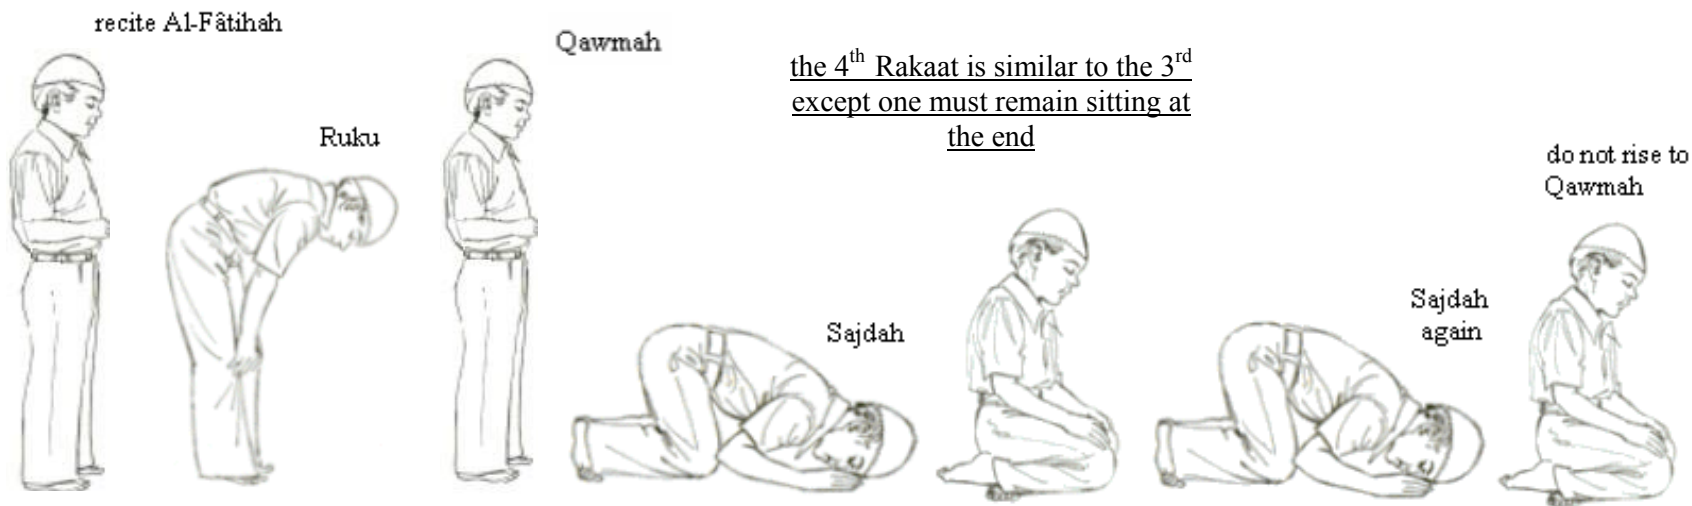 recite Al-Fâtihah
Ruku
Qawmah
the 4th Rakaat is similar to the 3rd
except one must remain sitting at
the end
Sajdah
Sajdah
again
do not rise to
Qawmah